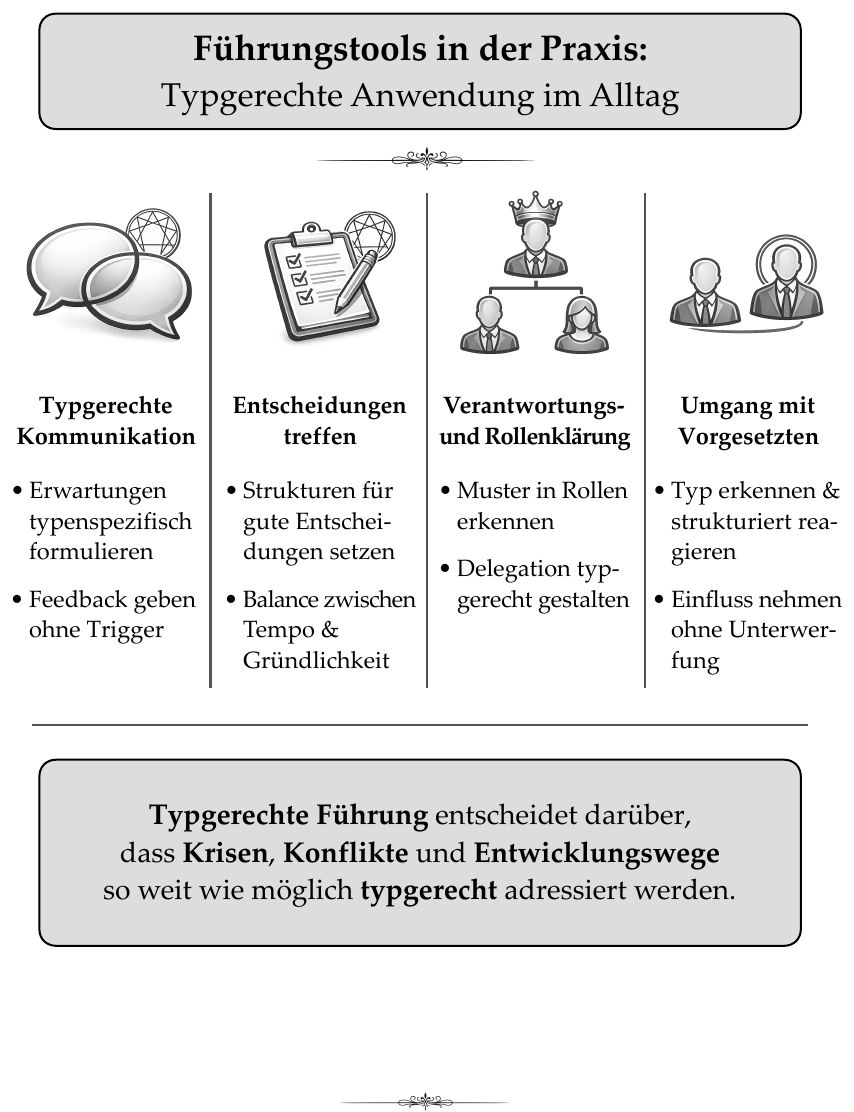 Führungstools in der Praxis:
Typgerechte Anwendung im Alltag
Typgerechte
Kommunikation
• Erwartungen
typenspezifisch
formulieren
• Feedback geben
ohne Trigger
Entscheidungen
treffen
• Strukturen für
gute Entschei-
dungen setzen
• Balance zwischen
Tempo &
Gründlichkeit
Verantwortungs-
und Rollenklärung
• Muster in Rollen
erkennen
• Delegation typ-
gerecht gestalten
Umgang mit
Vorgesetzten
• Typ erkennen &
strukturiert rea-
gieren
• Einfluss nehmen
ohne Unterwer-
fung
Typgerechte Führung entscheidet darüber,
dass Krisen, Konflikte und Entwicklungswege
so weit wie möglich typgerecht adressiert werden.